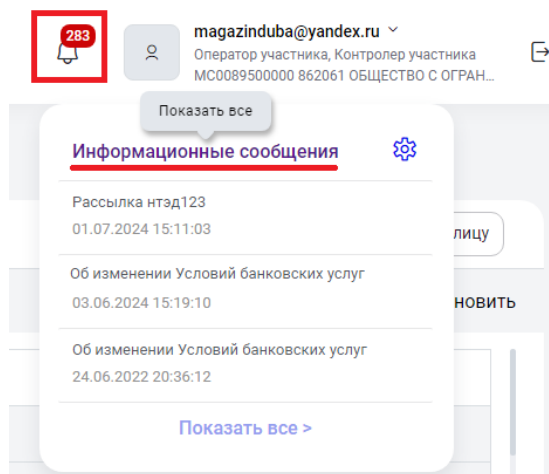 283
magazinduba@yandex.ru
Оператор участника, Контролер участника
МС0089500000 862061 ОБЩЕСТВО С ОГРАН...
Показать все
Информационные сообщения
Рассылка нтэд123
01.07.2024 15:11:03
лицу
Об изменении Условий банковских услуг
03.06.2024 15:19:10
новить
Об изменении Условий банковских услуг
24.06.2022 20:36:12
Показать все >